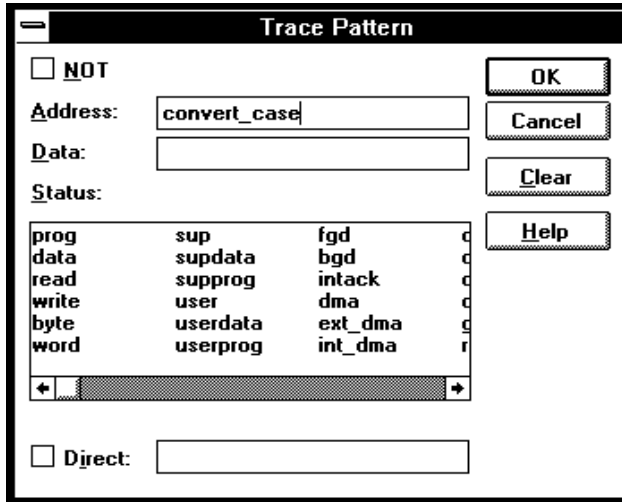 Trace Pattern
NOT
OK
Address: convert_case
Cancel
Data:
Clear
Status:
Help
prog sup fgd
data supdata bgd
read supprog intack
write user dma
byte userdata ext_dma
word userprog int_dma
Direct: